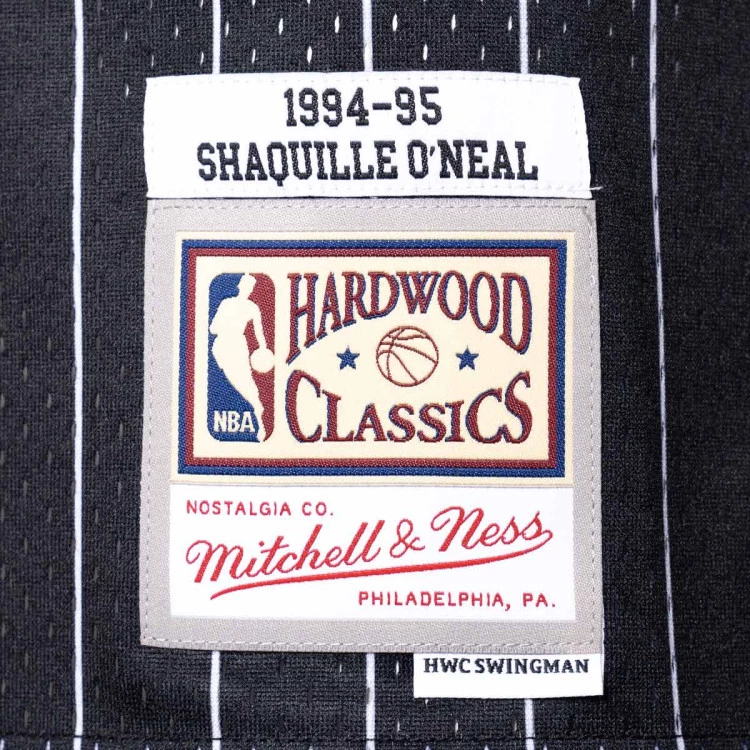 1994-95
SHAQUILLE O'NEAL
HARDWOOD
CLASSICS
NBA
NOSTALGIA CO.
Mitchell & Ness
PHILADELPHIA, PA.
HWC SWINGMAN